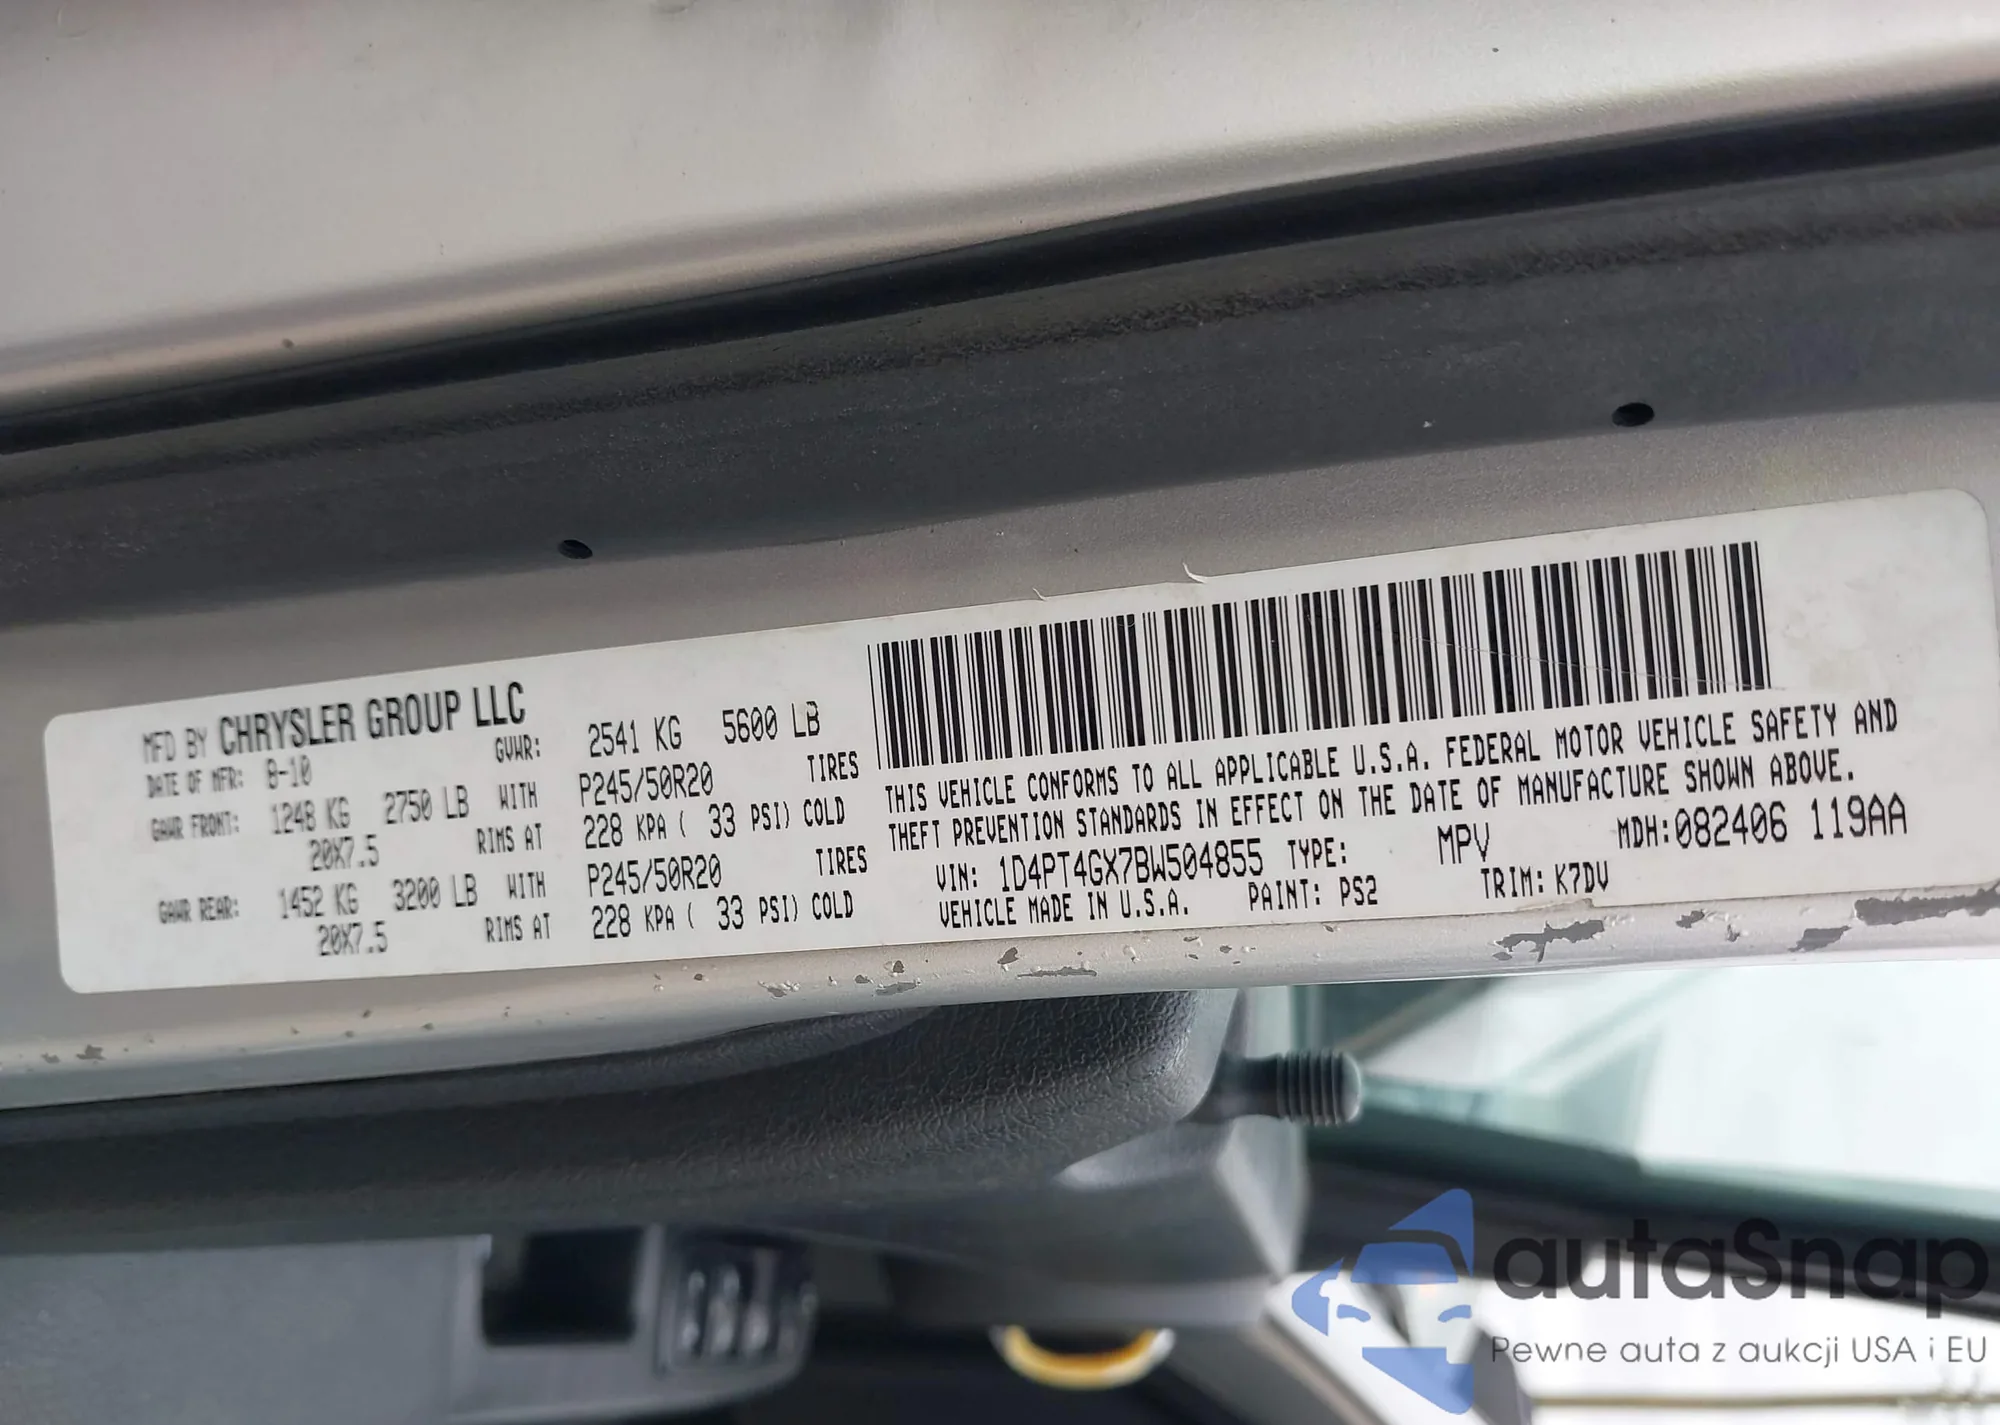 MFD BY CHRYSLER GROUP LLC
DATE OF MFR: 8-10 GVWR: 2541 KG 5600 LB
GAWR FRONT: 1248 KG 2750 LB WITH P245/50R20 TIRES
20X7.5 RIMS AT 228 KPA ( 33 PSI) COLD
GAWR REAR: 1452 KG 3200 LB WITH P245/50R20 TIRES
20X7.5 RIMS AT 228 KPA ( 33 PSI) COLD
THIS VEHICLE CONFORMS TO ALL APPLICABLE U.S.A. FEDERAL MOTOR VEHICLE SAFETY AND
THEFT PREVENTION STANDARDS IN EFFECT ON THE DATE OF MANUFACTURE SHOWN ABOVE.
VIN: 1D4PT4GX7BW504855 TYPE: MPV MDH:082406 119AA
VEHICLE MADE IN U.S.A. PAINT: PS2 TRIM: K7DV
autaSnap
Pewne auta z aukcji USA i EU